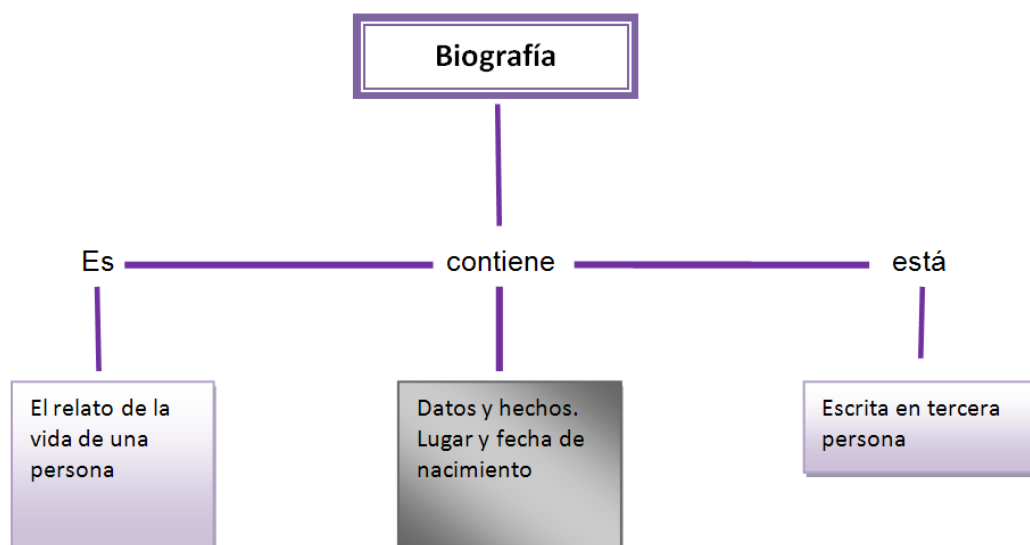 Biografía
Es contiene está
El relato de la
vida de una
persona
Datos y hechos.
Lugar y fecha de
nacimiento
Escrita en tercera
persona